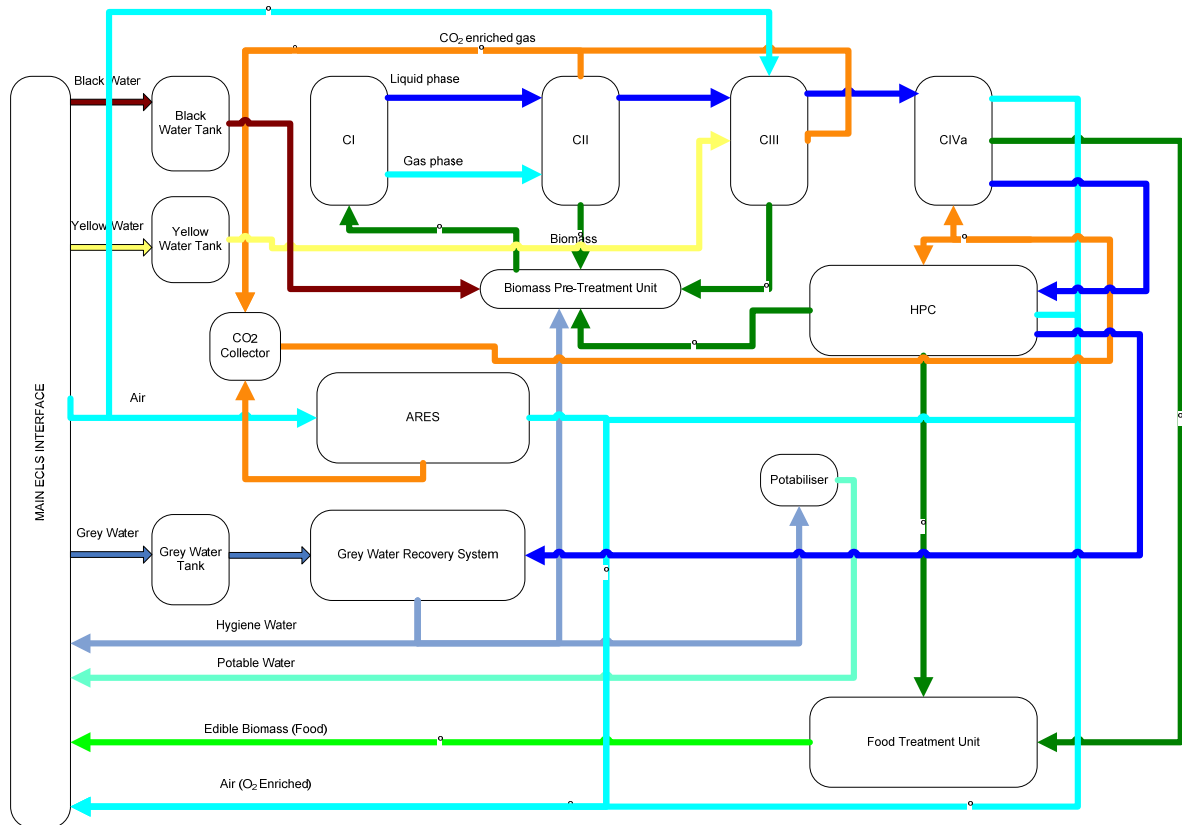 CO2 enriched gas
Black Water
Liquid phase
Black
Water Tank
CI
CII
CIII
CIVa
Gas phase
Yellow Water
Yellow
Water Tank
Biomass
Biomass Pre-Treatment Unit
HPC
CO2
Collector
MAIN ECLS INTERFACE
Air
ARES
Potabiliser
Grey Water
Grey Water
Tank
Grey Water Recovery System
Hygiene Water
Potable Water
Edible Biomass (Food)
Food Treatment Unit
Air (O2 Enriched)